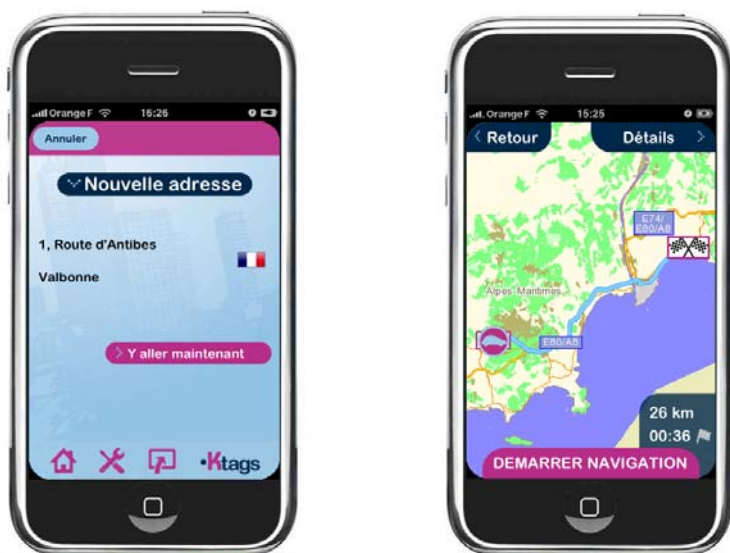 Orange F 16:26
Annuler
Nouvelle adresse
1, Route d'Antibes
Valbonne
Y aller maintenant
•Ktags
Orange F 15:25
Retour
Détails
E74/
E80/A8
Alpes-Maritimes
E80/A8
26 km
00:36
DEMARRER NAVIGATION